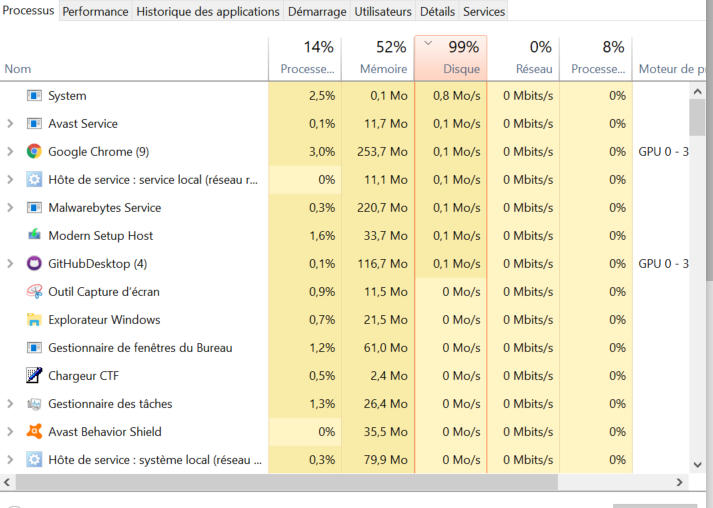 Processus Performance Historique des applications Démarrage Utilisateurs Détails Services
14% 52% 99% 0% 8%
Nom Processe... Mémoire Disque Réseau Processe... Moteur de p
System 2,5% 0,1 Mo 0,8 Mo/s 0 Mbits/s 0%
Avast Service 0,1% 11,7 Mo 0,1 Mo/s 0 Mbits/s 0%
Google Chrome (9) 3,0% 253,7 Mo 0,1 Mo/s 0 Mbits/s 0% GPU 0 - 3
Hôte de service : service local (réseau r... 0% 11,1 Mo 0,1 Mo/s 0 Mbits/s 0%
Malwarebytes Service 0,3% 220,7 Mo 0,1 Mo/s 0 Mbits/s 0%
Modern Setup Host 1,6% 33,7 Mo 0,1 Mo/s 0 Mbits/s 0%
GitHubDesktop (4) 0,1% 116,7 Mo 0,1 Mo/s 0 Mbits/s 0% GPU 0 - 3
Outil Capture d'écran 0,9% 11,5 Mo 0 Mo/s 0 Mbits/s 0%
Explorateur Windows 0,7% 21,5 Mo 0 Mo/s 0 Mbits/s 0%
Gestionnaire de fenêtres du Bureau 1,2% 61,0 Mo 0 Mo/s 0 Mbits/s 0%
Chargeur CTF 0,5% 2,4 Mo 0 Mo/s 0 Mbits/s 0%
Gestionnaire des tâches 1,3% 26,4 Mo 0 Mo/s 0 Mbits/s 0%
Avast Behavior Shield 0% 35,5 Mo 0 Mo/s 0 Mbits/s 0%
Hôte de service : système local (réseau ... 0,3% 79,9 Mo 0 Mo/s 0 Mbits/s 0%